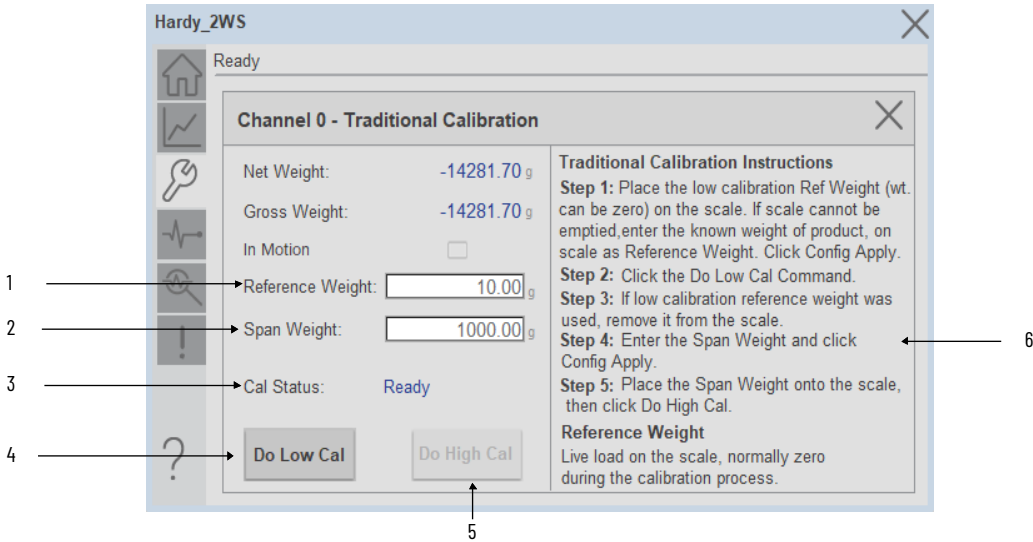 Hardy_2WS
Ready
Channel 0 - Traditional Calibration
Net Weight: -14281.70 g
Gross Weight: -14281.70 g
In Motion
1 Reference Weight: 10.00 g
2 Span Weight: 1000.00 g
3 Cal Status: Ready
4 Do Low Cal Do High Cal
5
Traditional Calibration Instructions
Step 1: Place the low calibration Ref Weight (wt.
can be zero) on the scale. If scale cannot be
emptied,enter the known weight of product, on
scale as Reference Weight. Click Config Apply.
Step 2: Click the Do Low Cal Command.
Step 3: If low calibration reference weight was
used, remove it from the scale.
Step 4: Enter the Span Weight and click
Config Apply.
Step 5: Place the Span Weight onto the scale,
then click Do High Cal.
Reference Weight
Live load on the scale, normally zero
during the calibration process.
6
?